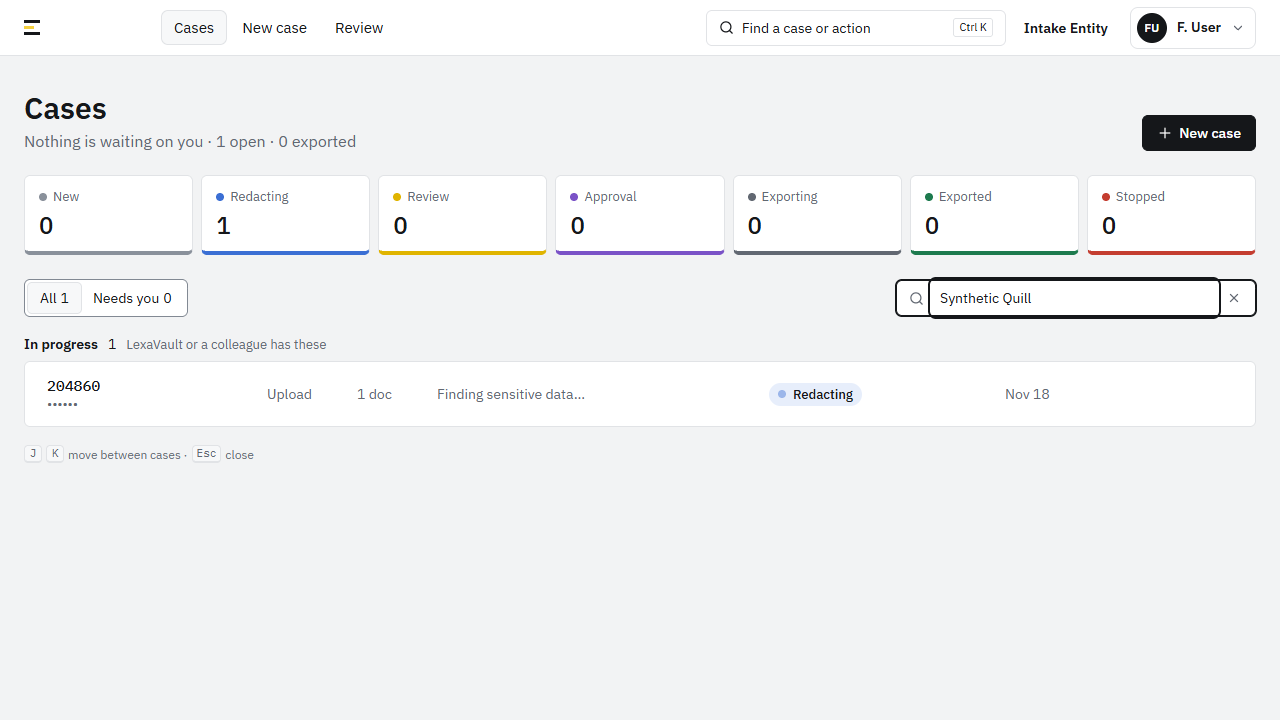 Cases New case Review Find a case or action Ctrl K Intake Entity FU F. User
Cases
Nothing is waiting on you · 1 open · 0 exported
New case
New Redacting Review Approval Exporting Exported Stopped
0 1 0 0 0 0 0
All 1 Needs you 0 Synthetic Quill
In progress 1 LexaVault or a colleague has these
204860 Upload 1 doc Finding sensitive data... Redacting Nov 18
••••••
J K move between cases · Esc close